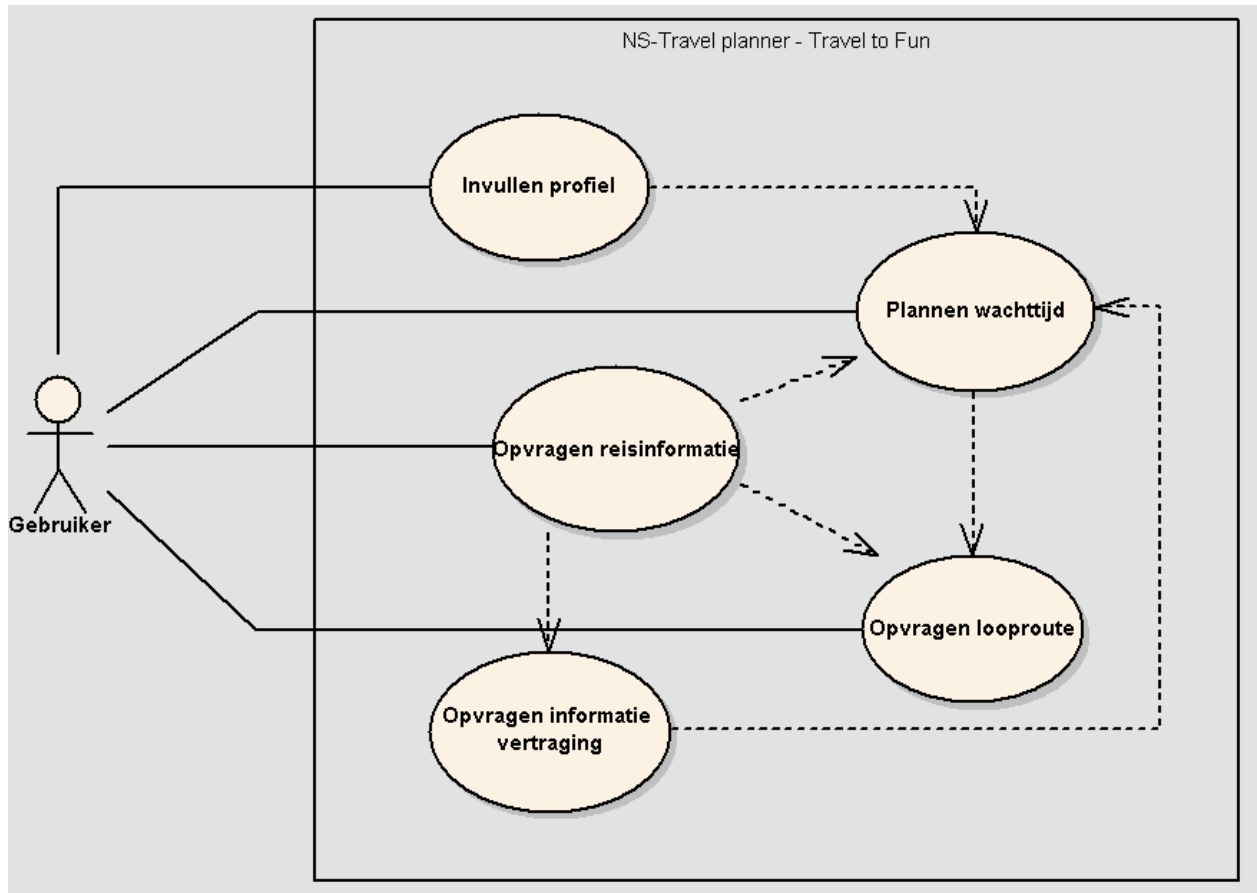 NS-Travel planner - Travel to Fun
Invullen profiel
Plannen wachttijd
Opvragen reisinformatie
Gebruiker
Opvragen looproute
Opvragen informatie
vertraging